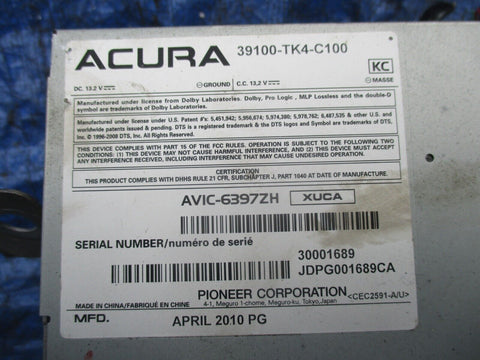 ACURA 39100-TK4-C100
KC
DC. 13,2 V ⎓ ⊖GROUND C.C. 13,2 V ⎓ ⊖MASSE
Manufactured under license from Dolby Laboratories. Dolby, Pro Logic , MLP Lossless and the double-D
symbol are trademarks of Dolby Laboratories.
Manufactured under license under U.S. Patent #'s: 5,451,942; 5,956,674; 5,974,380; 5,978,762; 6,487,535 & other U.S. and
worldwide patents issued & pending. DTS is a registered trademark & the DTS logos and Symbol are trademarks of DTS,
Inc. © 1996-2008 DTS, Inc. All Rights Reserved.
THIS DEVICE COMPLIES WITH PART 15 OF THE FCC RULES. OPERATION IS SUBJECT TO THE FOLLOWING TWO
CONDITIONS: (1) THIS DEVICE MAY NOT CAUSE HARMFUL INTERFERENCE, AND (2) THIS DEVICE MUST ACCEPT
ANY INTERFERENCE RECEIVED, INCLUDING INTERFERENCE THAT MAY CAUSE UNDESIRED OPERATION.
THIS PRODUCT COMPLIES WITH DHHS RULE 21 CFR, SUBCHAPTER J, PART 1040 AT DATE OF MANUFACTURE.
AVIC-6397ZH XUCA
SERIAL NUMBER/numéro de serié
30001689
JDPG001689CA
PIONEER CORPORATION
MADE IN CHINA/FABRIQUÉ EN CHINE 4-1, Meguro 1-chome, Meguro-ku, Tokyo,Japan <CEC2591-A/U>
MFD. APRIL 2010 PG